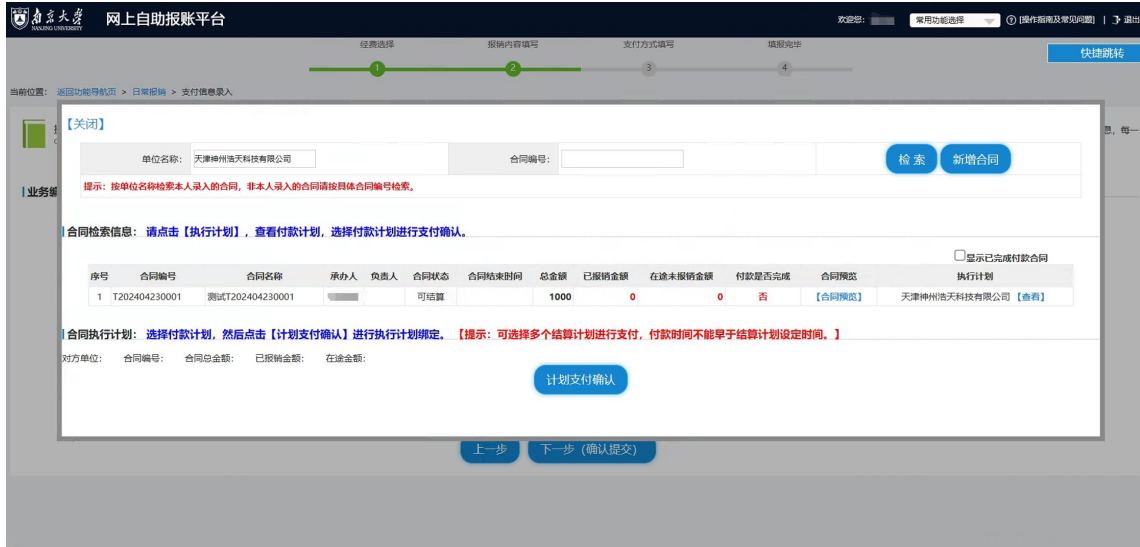 南京大学 网上自助报账平台 欢迎您: 常用功能选择 ? [操作指南及常见问题] | 退出
NANJING UNIVERSITY
经费选择 报销内容填写 支付方式填写 填报完毕
1 2 3 4
快捷跳转
当前位置: 返回功能导航页 > 日常报销 > 支付信息录入
【关闭】
息, 每一
单位名称: 天津神州浩天科技有限公司 合同编号: 检 索 新增合同
提示: 按单位名称检索本人录入的合同, 非本人录入的合同请按具体合同编号检索。
业务编
合同检索信息: 请点击【执行计划】, 查看付款计划, 选择付款计划进行支付确认。
显示已完成付款合同
序号 合同编号 合同名称 承办人 负责人 合同状态 合同结束时间 总金额 已报销金额 在途未报销金额 付款是否完成 合同预览 执行计划
1 T202404230001 测试T202404230001 可结算 1000 0 0 否 【合同预览】 天津神州浩天科技有限公司 【查看】
合同执行计划: 选择付款计划, 然后点击【计划支付确认】进行执行计划绑定。 【提示: 可选择多个结算计划进行支付, 付款时间不能早于结算计划设定时间。】
对方单位: 合同编号: 合同总金额: 已报销金额: 在途金额:
计划支付确认
上一步 下一步 (确认提交)